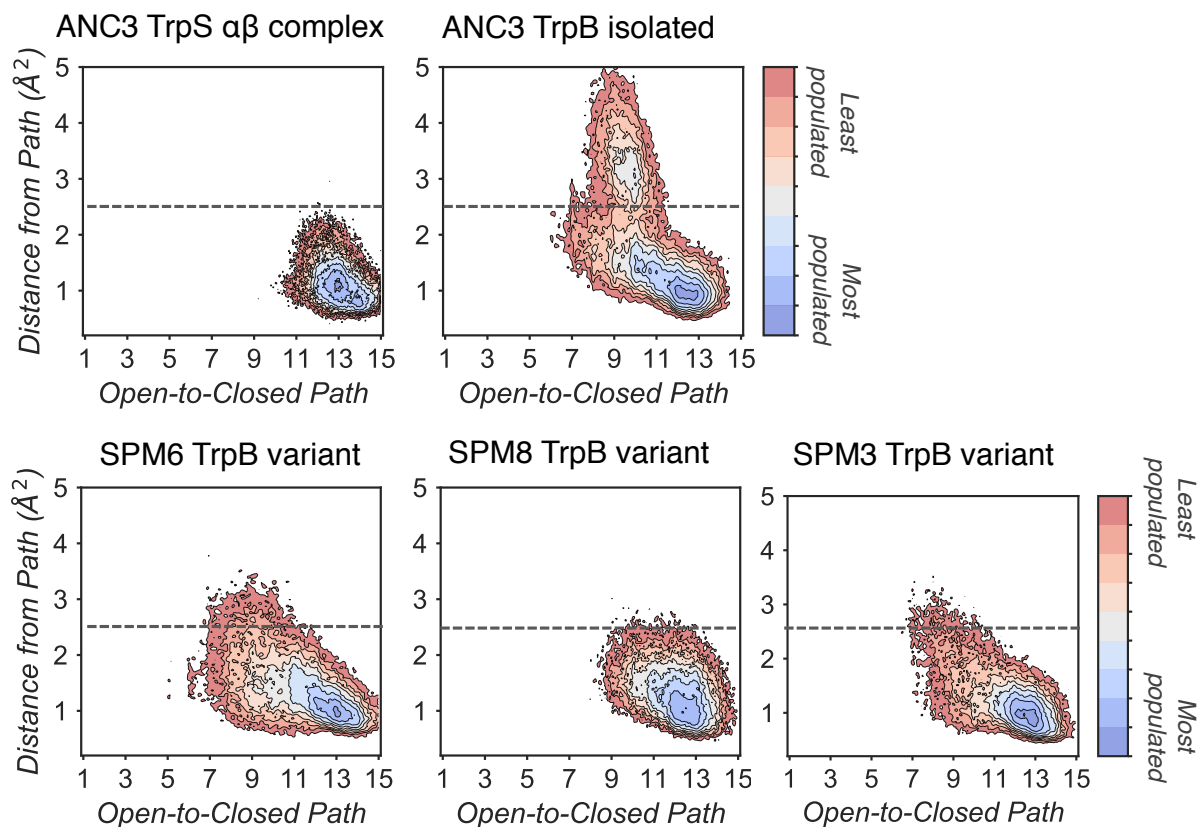 ANC3 TrpS αβ complex
ANC3 TrpB isolated
Distance from Path (Å²)
5
4
3
2
1
1 3 5 7 9 11 13 15
Open-to-Closed Path
5
4
3
2
1
1 3 5 7 9 11 13 15
Open-to-Closed Path
Least
populated
Most
populated
SPM6 TrpB variant
SPM8 TrpB variant
SPM3 TrpB variant
Distance from Path (Å²)
5
4
3
2
1
1 3 5 7 9 11 13 15
Open-to-Closed Path
5
4
3
2
1
1 3 5 7 9 11 13 15
Open-to-Closed Path
5
4
3
2
1
1 3 5 7 9 11 13 15
Open-to-Closed Path
Least
populated
Most
populated